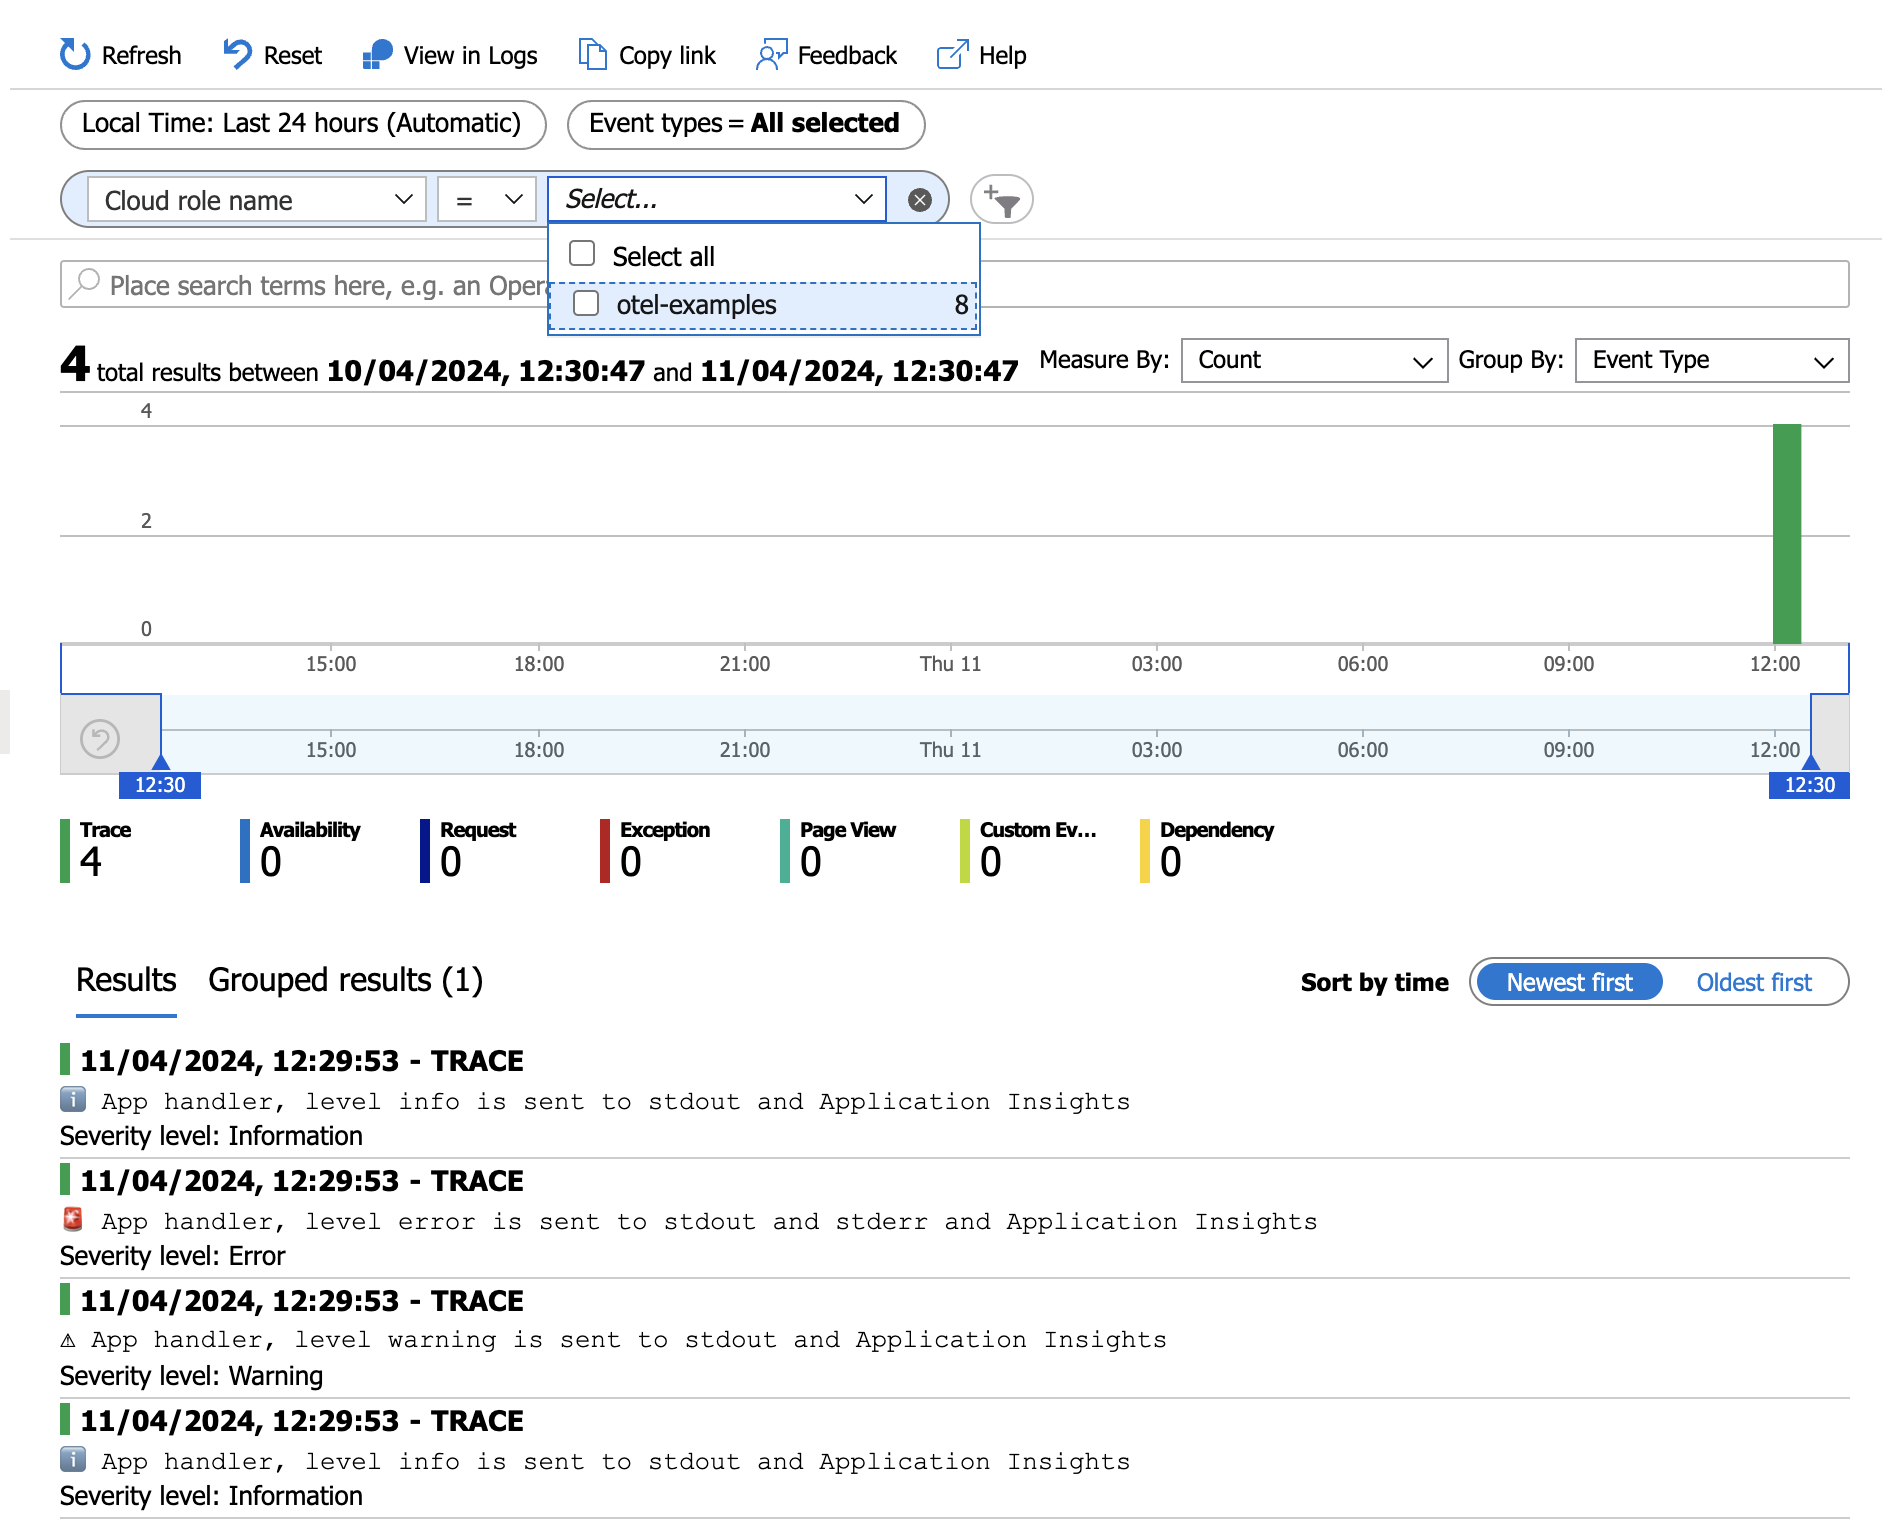 Refresh Reset View in Logs Copy link Feedback Help
Local Time: Last 24 hours (Automatic) Event types = All selected
Cloud role name = Select...
Select all
Place search terms here, e.g. an Oper
otel-examples 8
4 total results between 10/04/2024, 12:30:47 and 11/04/2024, 12:30:47 Measure By: Count Group By: Event Type
4
2
0
15:00 18:00 21:00 Thu 11 03:00 06:00 09:00 12:00
15:00 18:00 21:00 Thu 11 03:00 06:00 09:00 12:00
12:30 12:30
Trace Availability Request Exception Page View Custom Ev... Dependency
4 0 0 0 0 0 0
Results Grouped results (1) Sort by time Newest first Oldest first
11/04/2024, 12:29:53 - TRACE
App handler, level info is sent to stdout and Application Insights
Severity level: Information
11/04/2024, 12:29:53 - TRACE
App handler, level error is sent to stdout and stderr and Application Insights
Severity level: Error
11/04/2024, 12:29:53 - TRACE
⚠ App handler, level warning is sent to stdout and Application Insights
Severity level: Warning
11/04/2024, 12:29:53 - TRACE
App handler, level info is sent to stdout and Application Insights
Severity level: Information